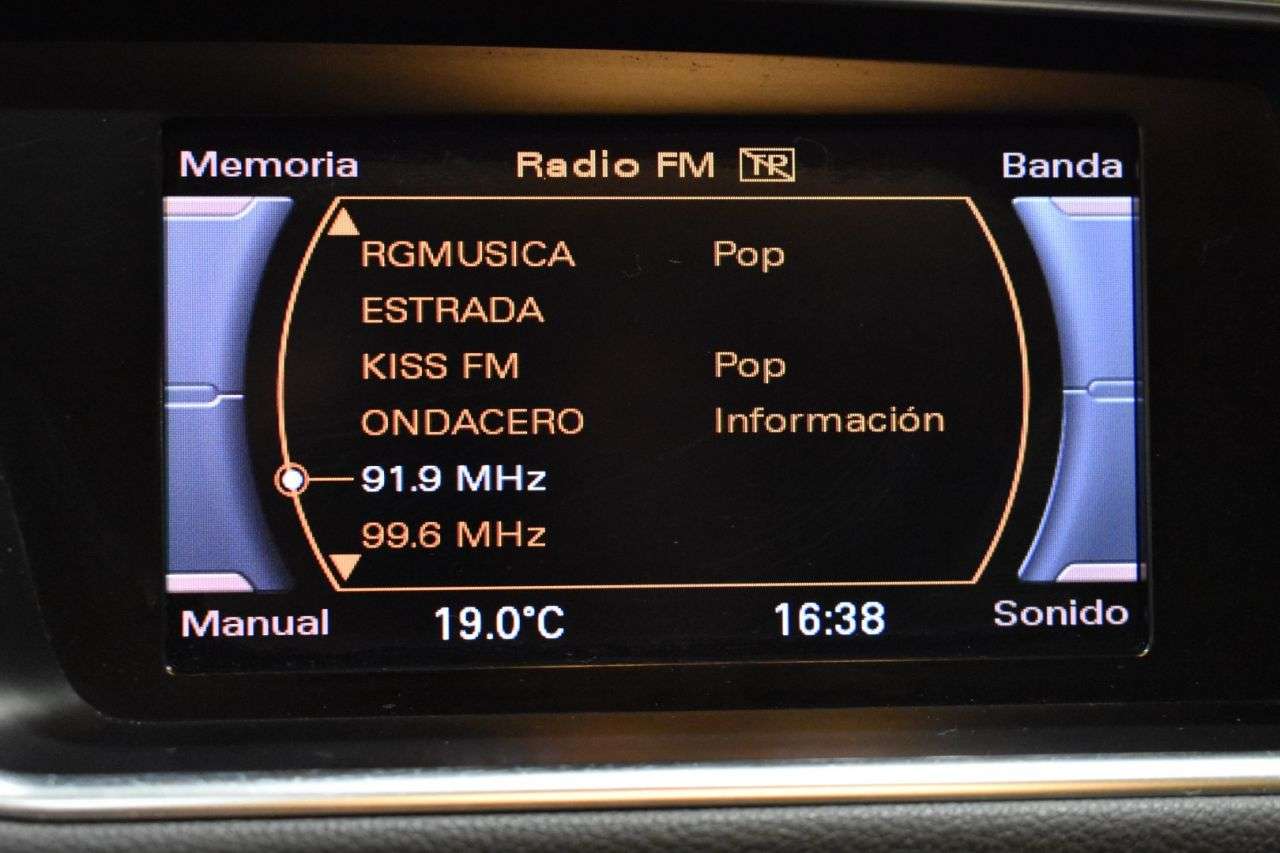 Memoria Radio FM TP Banda
RGMUSICA Pop
ESTRADA
KISS FM Pop
ONDACERO Información
91.9 MHz
99.6 MHz
Manual 19.0°C 16:38 Sonido